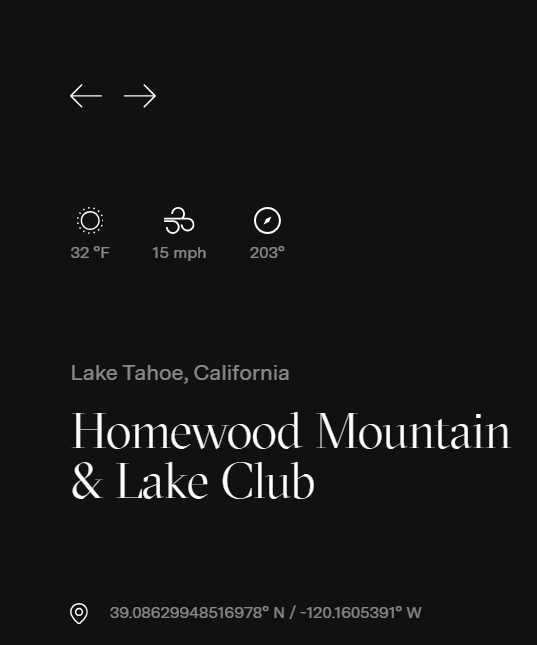 32 °F 15 mph 203°
Lake Tahoe, California
Homewood Mountain
& Lake Club
39.08629948516978° N / -120.1605391° W